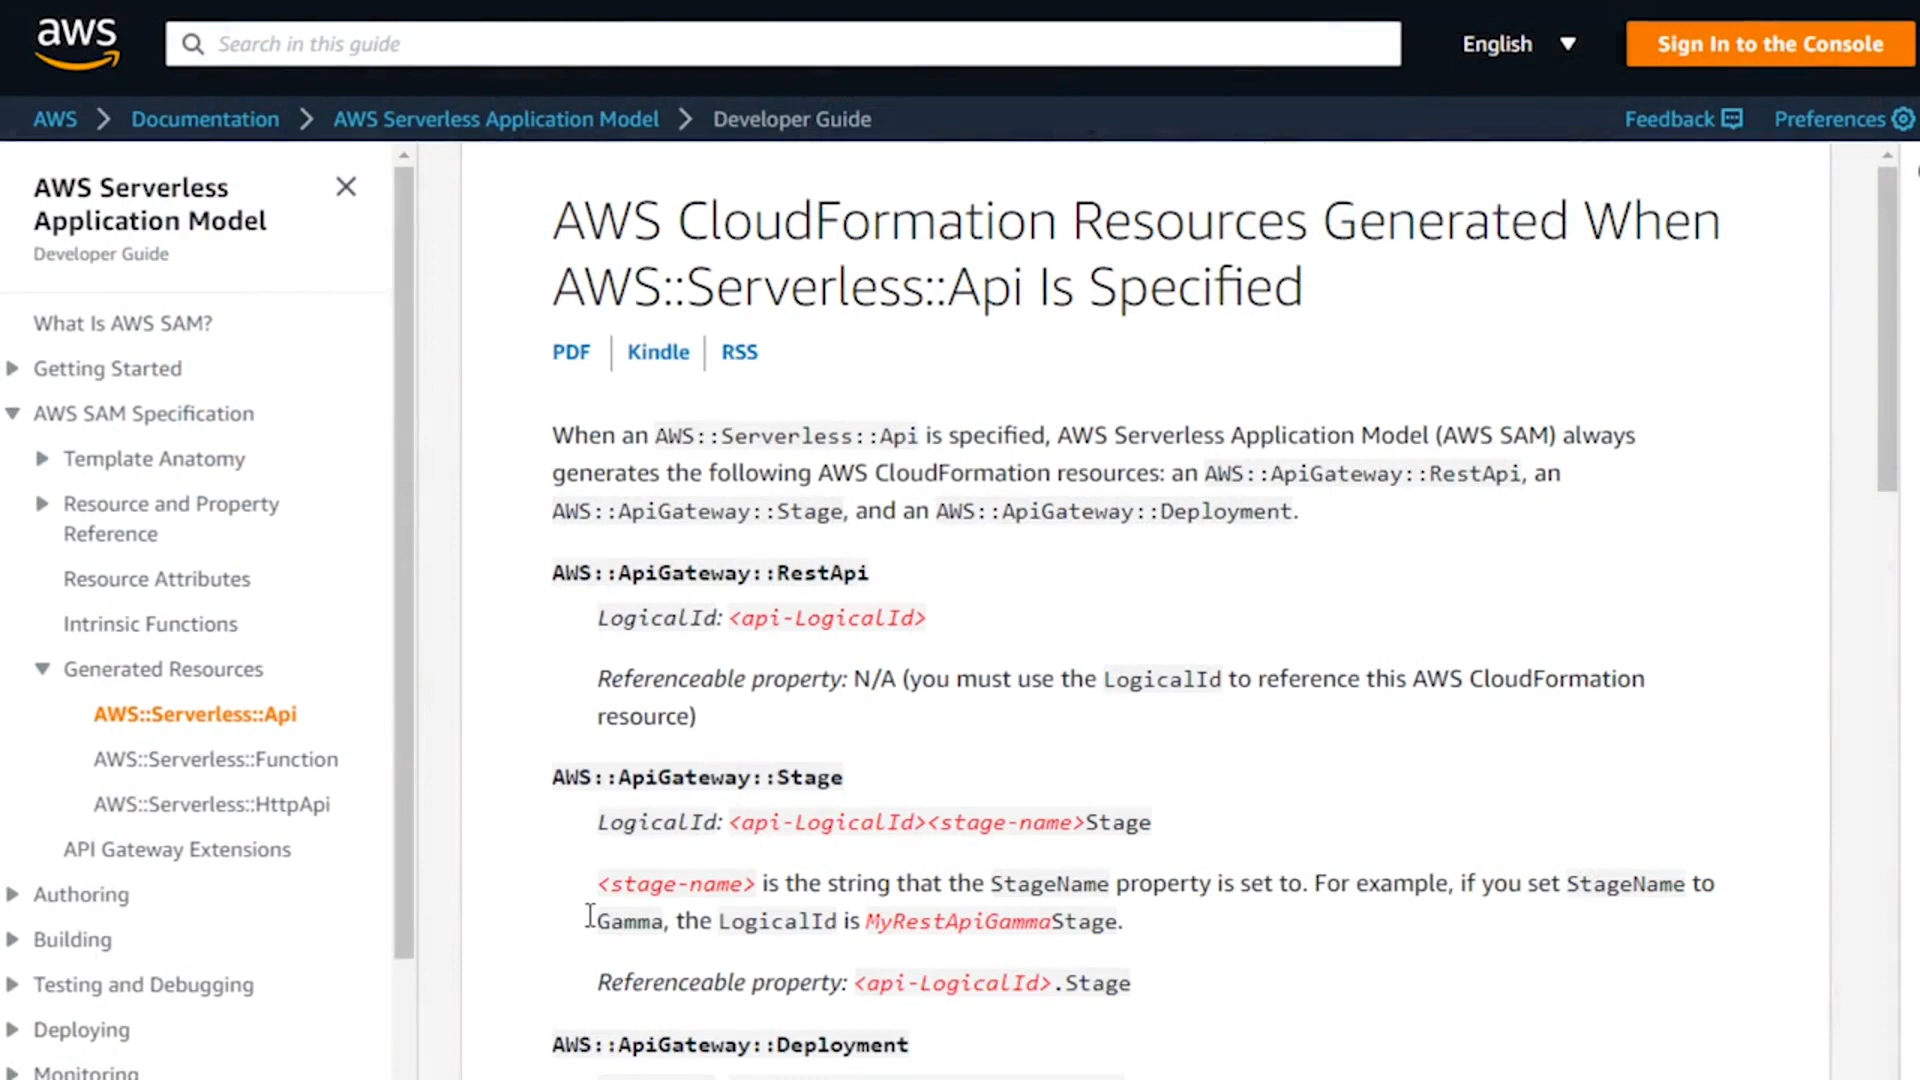 aws
Search in this guide
English
Sign In to the Console
AWS
Documentation
AWS Serverless Application Model
Developer Guide
Feedback
Preferences
AWS Serverless
Application Model
Developer Guide
What Is AWS SAM?
Getting Started
AWS SAM Specification
Template Anatomy
Resource and Property
Reference
Resource Attributes
Intrinsic Functions
Generated Resources
AWS::Serverless::Api
AWS::Serverless::Function
AWS::Serverless::HttpApi
API Gateway Extensions
Authoring
Building
Testing and Debugging
Deploying
Monitoring
AWS CloudFormation Resources Generated When
AWS::Serverless::Api Is Specified
PDF
Kindle
RSS
When an AWS::Serverless::Api is specified, AWS Serverless Application Model (AWS SAM) always
generates the following AWS CloudFormation resources: an AWS::ApiGateway::RestApi, an
AWS::ApiGateway::Stage, and an AWS::ApiGateway::Deployment.
AWS::ApiGateway::RestApi
LogicalId: <api-LogicalId>
Referenceable property: N/A (you must use the LogicalId to reference this AWS CloudFormation
resource)
AWS::ApiGateway::Stage
LogicalId: <api-LogicalId><stage-name>Stage
<stage-name> is the string that the StageName property is set to. For example, if you set StageName to
Gamma, the LogicalId is MyRestApiGammaStage.
Referenceable property: <api-LogicalId>.Stage
AWS::ApiGateway::Deployment